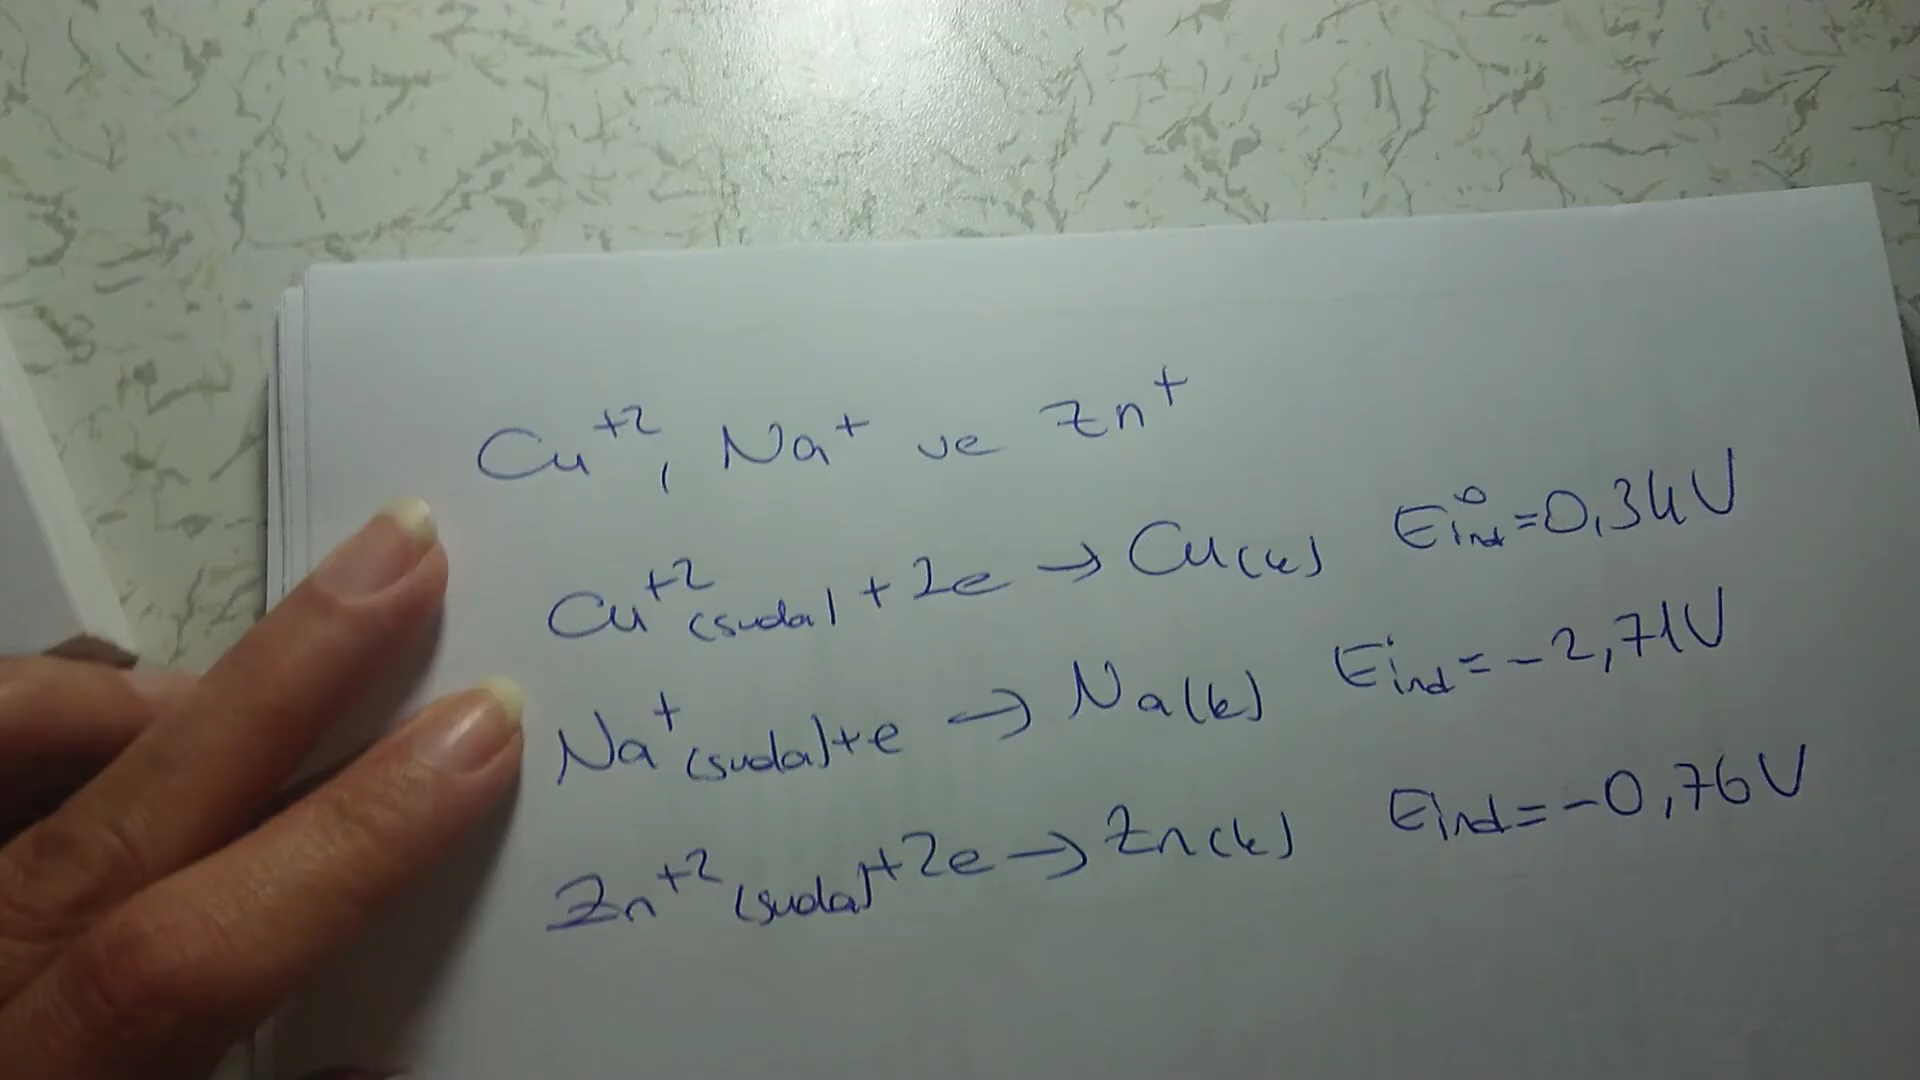 Cu⁺², Na⁺ ve Zn⁺
Cu⁺²(suda) + 2e → Cu(k) E°ind = 0,34V
Na⁺(suda) + e → Na(k) E°ind = -2,71V
Zn⁺²(suda) + 2e → Zn(k) Eind = -0,76V